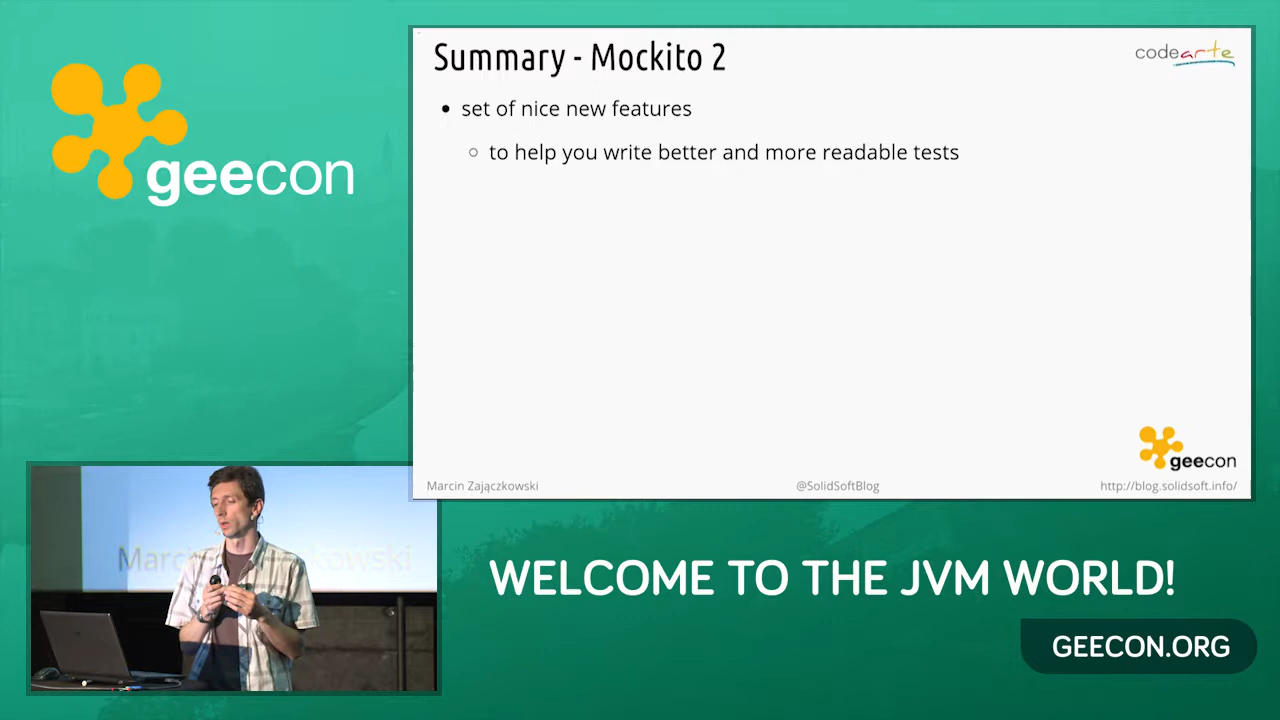 geecon
Summary - Mockito 2
codearte
• set of nice new features
○ to help you write better and more readable tests
geecon
Marcin Zajączkowski
@SolidSoftBlog
http://blog.solidsoft.info/
WELCOME TO THE JVM WORLD!
GEECON.ORG